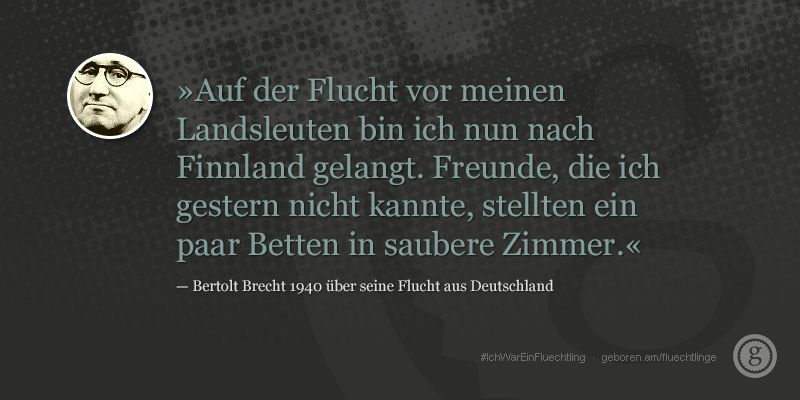 »Auf der Flucht vor meinen
Landsleuten bin ich nun nach
Finnland gelangt. Freunde, die ich
gestern nicht kannte, stellten ein
paar Betten in saubere Zimmer.«
— Bertolt Brecht 1940 über seine Flucht aus Deutschland
#IchWarEinFluechtling · geboren.am/fluechtlinge
g